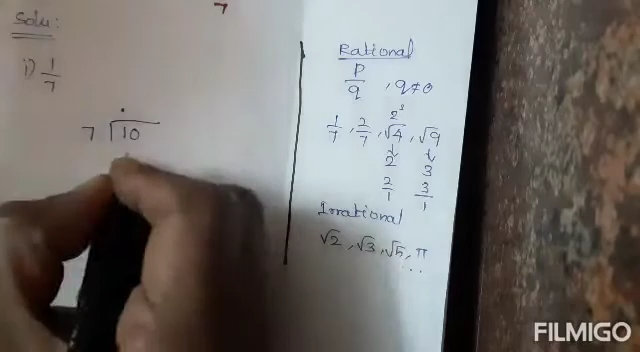 7
Solu:
i) 1/7
.
7 √10
Rational
P/q , q≠0
1/7 , 2/7 , √4 , √9
2 3
2/1 3/1
Irrational
√2 , √3 , √5 , π
...
FILMIGO